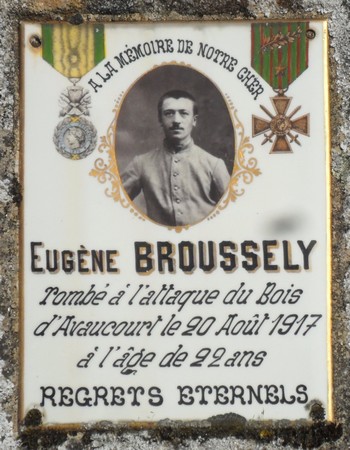 A LA MÉMOIRE DE NOTRE CHER
EUGÈNE BROUSSELY
Tombé à l'attaque du Bois
d'Avaucourt le 20 Août 1917
à l'âge de 22 ans
REGRETS ETERNELS